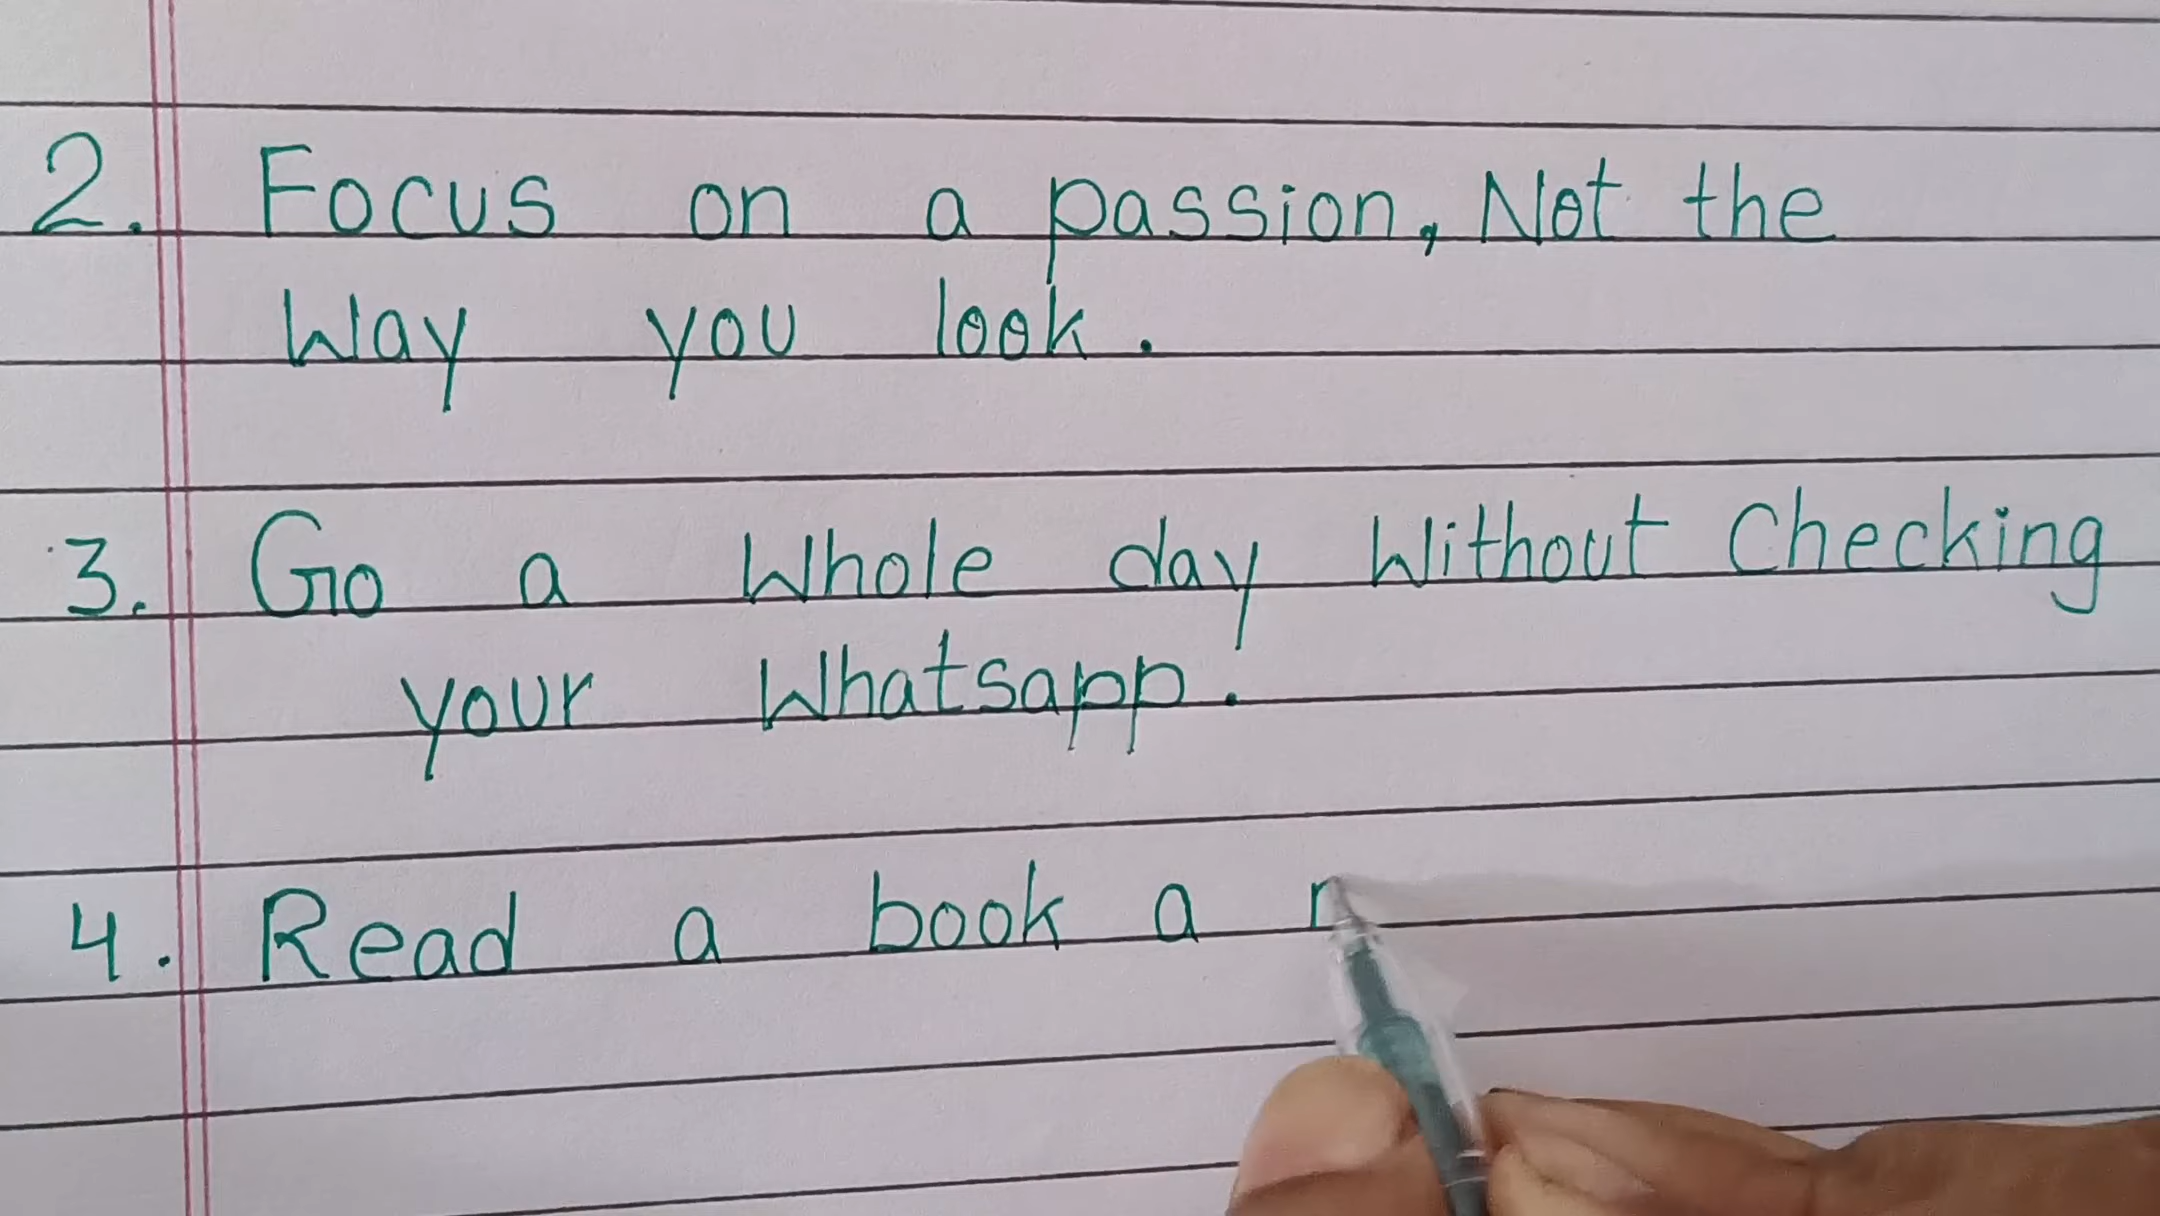 2. Focus on a passion, Not the
Way you look.
3. Go a Whole day Without Checking
your Whatsapp.
4. Read a book a